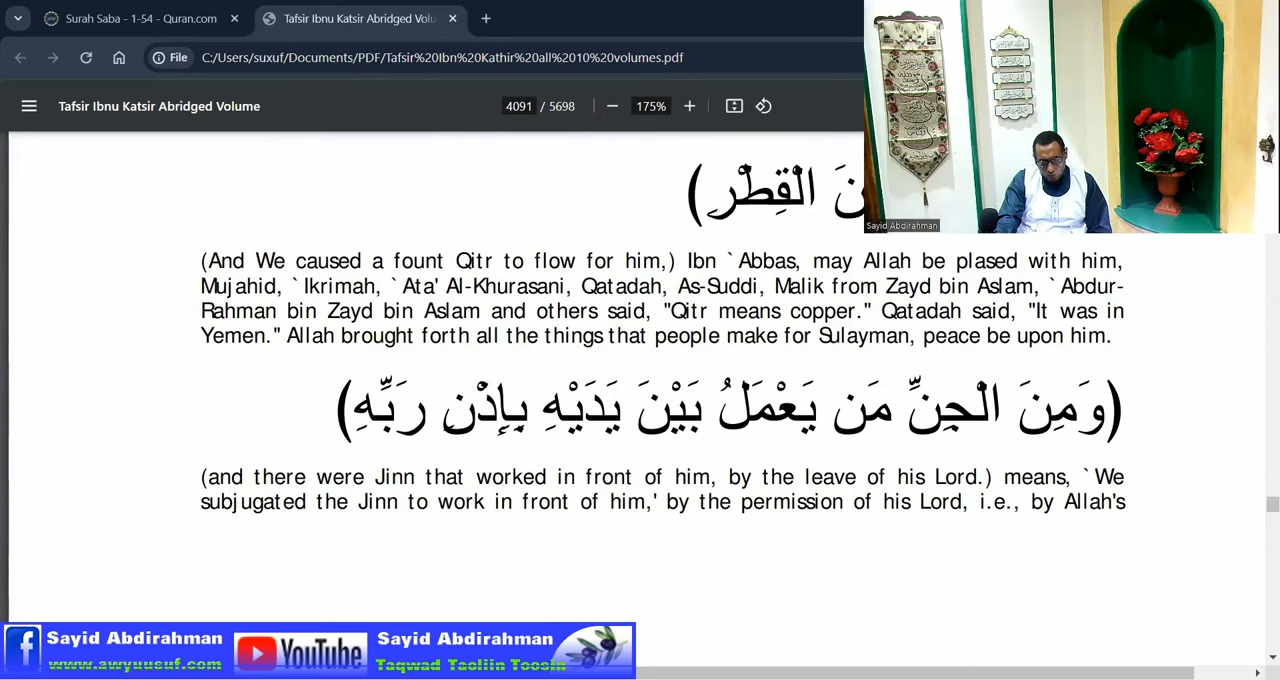 Surah Saba - 1-54 - Quran.com
Tafsir Ibnu Katsir Abridged Volu
File
C:/Users/suxuf/Documents/PDF/Tafsir%20Ibn%20Kathir%20all%2010%20volumes.pdf
Tafsir Ibnu Katsir Abridged Volume
4091 / 5698
175%
نَ الْقِطْرِ)
Sayid Abdirahman
(And We caused a fount Qitr to flow for him,) Ibn `Abbas, may Allah be plased with him,
Mujahid, `Ikrimah, `Ata' Al-Khurasani, Qatadah, As-Suddi, Malik from Zayd bin Aslam, `Abdur-
Rahman bin Zayd bin Aslam and others said, "Qitr means copper." Qatadah said, "It was in
Yemen." Allah brought forth all the things that people make for Sulayman, peace be upon him.
(وَمِنَ الْجِنِّ مَن يَعْمَلُ بَيْنَ يَدَيْهِ بِإِذْنِ رَبِّهِ)
(and there were Jinn that worked in front of him, by the leave of his Lord.) means, `We
subjugated the Jinn to work in front of him,' by the permission of his Lord, i.e., by Allah's
Sayid Abdirahman
www.awyuusuf.com
YouTube
Sayid Abdirahman
Taqwad Taoliin Toosin